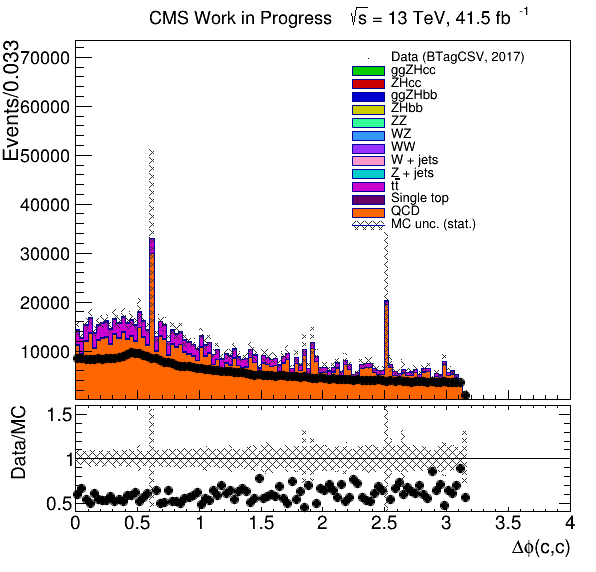 CMS Work in Progress √s = 13 TeV, 41.5 fb -1
Events/0.033
70000
60000
50000
40000
30000
20000
10000
Data (BTagCSV, 2017)
ggZHcc
ZHcc
ggZHbb
ZHbb
ZZ
WZ
WW
W + jets
Z + jets
tt̅
Single top
QCD
MC unc. (stat.)
Data/MC
1.5
1
0.5
0 0.5 1 1.5 2 2.5 3 3.5 4
Δϕ(c,c)